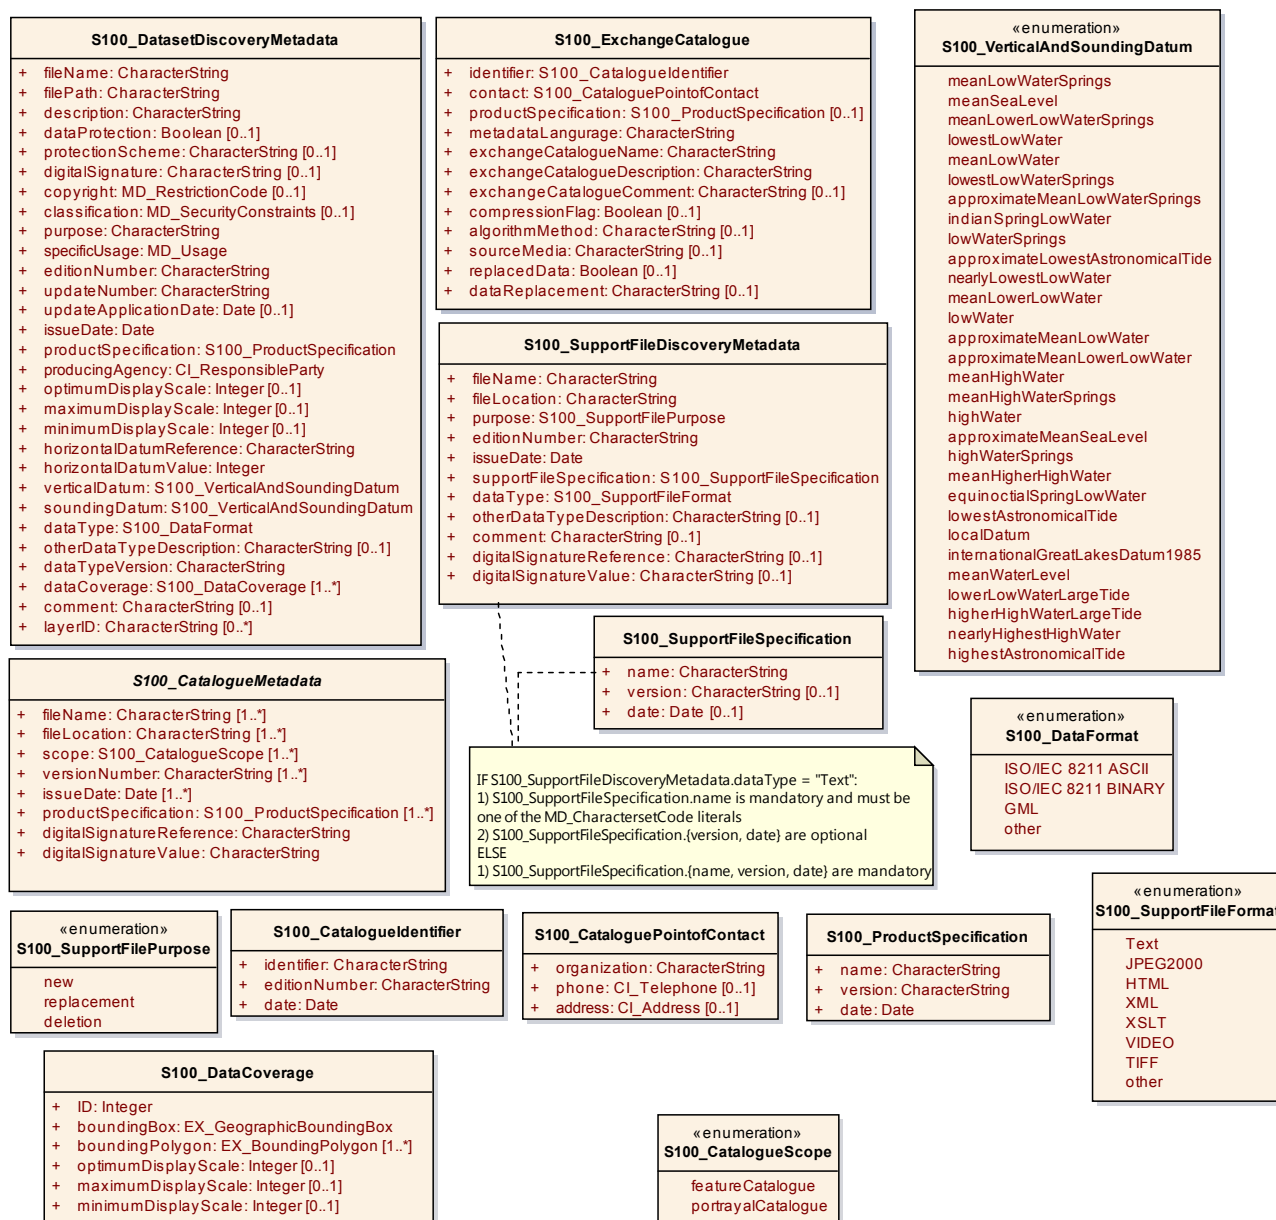 S100_DatasetDiscoveryMetadata
+ fileName: CharacterString
+ filePath: CharacterString
+ description: CharacterString
+ dataProtection: Boolean [0..1]
+ protectionScheme: CharacterString [0..1]
+ digitalSignature: CharacterString [0..1]
+ copyright: MD_RestrictionCode [0..1]
+ classification: MD_SecurityConstraints [0..1]
+ purpose: CharacterString
+ specificUsage: MD_Usage
+ editionNumber: CharacterString
+ updateNumber: CharacterString
+ updateApplicationDate: Date [0..1]
+ issueDate: Date
+ productSpecification: S100_ProductSpecification
+ producingAgency: CI_ResponsibleParty
+ optimumDisplayScale: Integer [0..1]
+ maximumDisplayScale: Integer [0..1]
+ minimumDisplayScale: Integer [0..1]
+ horizontalDatumReference: CharacterString
+ horizontalDatumValue: Integer
+ verticalDatum: S100_VerticalAndSoundingDatum
+ soundingDatum: S100_VerticalAndSoundingDatum
+ dataType: S100_DataFormat
+ otherDataTypeDescription: CharacterString [0..1]
+ dataTypeVersion: CharacterString
+ dataCoverage: S100_DataCoverage [1..*]
+ comment: CharacterString [0..1]
+ layerID: CharacterString [0..*]
S100_ExchangeCatalogue
+ identifier: S100_CatalogueIdentifier
+ contact: S100_CataloguePointofContact
+ productSpecification: S100_ProductSpecification [0..1]
+ metadataLangurage: CharacterString
+ exchangeCatalogueName: CharacterString
+ exchangeCatalogueDescription: CharacterString
+ exchangeCatalogueComment: CharacterString [0..1]
+ compressionFlag: Boolean [0..1]
+ algorithmMethod: CharacterString [0..1]
+ sourceMedia: CharacterString [0..1]
+ replacedData: Boolean [0..1]
+ dataReplacement: CharacterString [0..1]
«enumeration»
S100_VerticalAndSoundingDatum
meanLowWaterSprings
meanSeaLevel
meanLowerLowWaterSprings
lowestLowWater
meanLowWater
lowestLowWaterSprings
approximateMeanLowWaterSprings
indianSpringLowWater
lowWaterSprings
approximateLowestAstronomicalTide
nearlyLowestLowWater
meanLowerLowWater
lowWater
approximateMeanLowWater
approximateMeanLowerLowWater
meanHighWater
meanHighWaterSprings
highWater
approximateMeanSeaLevel
highWaterSprings
meanHigherHighWater
equinoctialSpringLowWater
lowestAstronomicalTide
localDatum
internationalGreatLakesDatum1985
meanWaterLevel
lowerLowWaterLargeTide
higherHighWaterLargeTide
nearlyHighestHighWater
highestAstronomicalTide
S100_SupportFileDiscoveryMetadata
+ fileName: CharacterString
+ fileLocation: CharacterString
+ purpose: S100_SupportFilePurpose
+ editionNumber: CharacterString
+ issueDate: Date
+ supportFileSpecification: S100_SupportFileSpecification
+ dataType: S100_SupportFileFormat
+ otherDataTypeDescription: CharacterString [0..1]
+ comment: CharacterString [0..1]
+ digitalSignatureReference: CharacterString [0..1]
+ digitalSignatureValue: CharacterString [0..1]
S100_SupportFileSpecification
+ name: CharacterString
+ version: CharacterString [0..1]
+ date: Date [0..1]
S100_CatalogueMetadata
+ fileName: CharacterString [1..*]
+ fileLocation: CharacterString [1..*]
+ scope: S100_CatalogueScope [1..*]
+ versionNumber: CharacterString [1..*]
+ issueDate: Date [1..*]
+ productSpecification: S100_ProductSpecification [1..*]
+ digitalSignatureReference: CharacterString
+ digitalSignatureValue: CharacterString
IF S100_SupportFileDiscoveryMetadata.dataType = "Text":
1) S100_SupportFileSpecification.name is mandatory and must be
one of the MD_CharactersetCode literals
2) S100_SupportFileSpecification.{version, date} are optional
ELSE
1) S100_SupportFileSpecification.{name, version, date} are mandatory
«enumeration»
S100_DataFormat
ISO/IEC 8211 ASCII
ISO/IEC 8211 BINARY
GML
other
«enumeration»
S100_SupportFileFormat
Text
JPEG2000
HTML
XML
XSLT
VIDEO
TIFF
other
«enumeration»
S100_SupportFilePurpose
new
replacement
deletion
S100_CatalogueIdentifier
+ identifier: CharacterString
+ editionNumber: CharacterString
+ date: Date
S100_CataloguePointofContact
+ organization: CharacterString
+ phone: CI_Telephone [0..1]
+ address: CI_Address [0..1]
S100_ProductSpecification
+ name: CharacterString
+ version: CharacterString
+ date: Date
S100_DataCoverage
+ ID: Integer
+ boundingBox: EX_GeographicBoundingBox
+ boundingPolygon: EX_BoundingPolygon [1..*]
+ optimumDisplayScale: Integer [0..1]
+ maximumDisplayScale: Integer [0..1]
+ minimumDisplayScale: Integer [0..1]
«enumeration»
S100_CatalogueScope
featureCatalogue
portrayalCatalogue